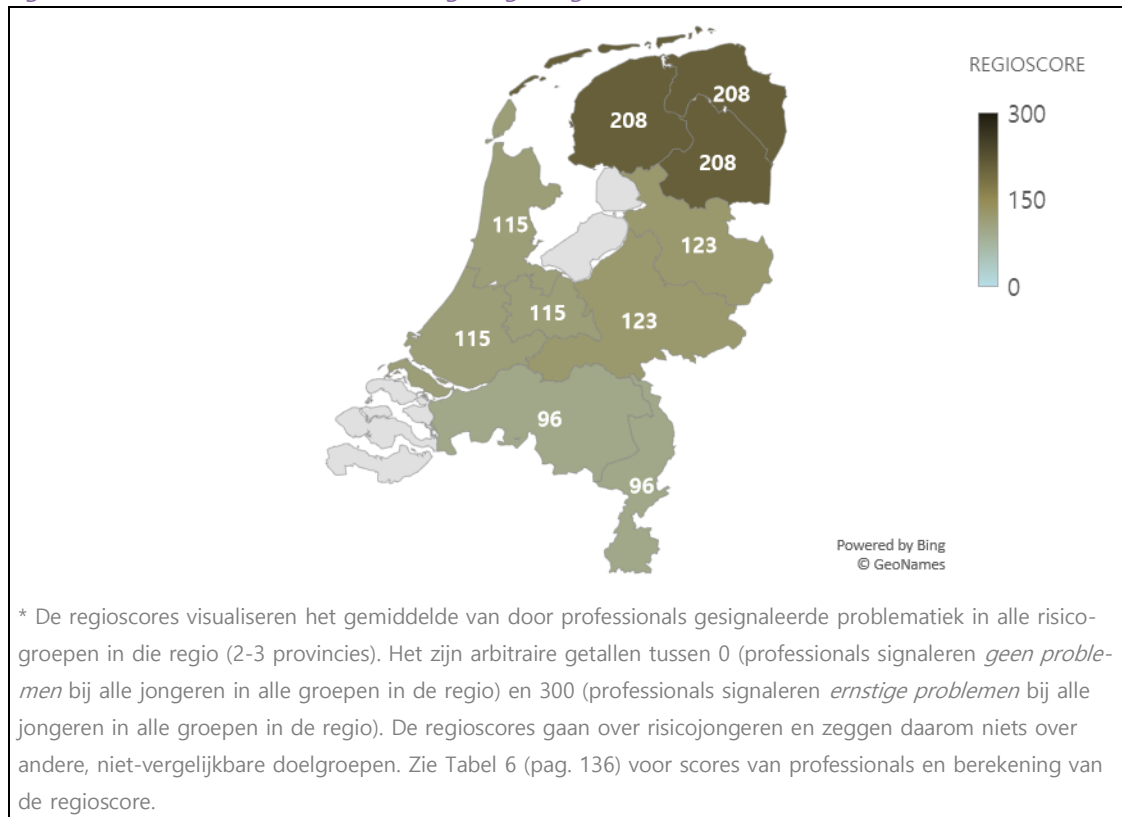 REGIOSCORE
300
150
0
208
208
208
115
123
115
123
115
96
96
Powered by Bing
© GeoNames
* De regioscores visualiseren het gemiddelde van door professionals gesignaleerde problematiek in alle risico-
groepen in die regio (2-3 provincies). Het zijn arbitraire getallen tussen 0 (professionals signaleren geen proble-
men bij alle jongeren in alle groepen in de regio) en 300 (professionals signaleren ernstige problemen bij alle
jongeren in alle groepen in de regio). De regioscores gaan over risicojongeren en zeggen daarom niets over
andere, niet-vergelijkbare doelgroepen. Zie Tabel 6 (pag. 136) voor scores van professionals en berekening van
de regioscore.